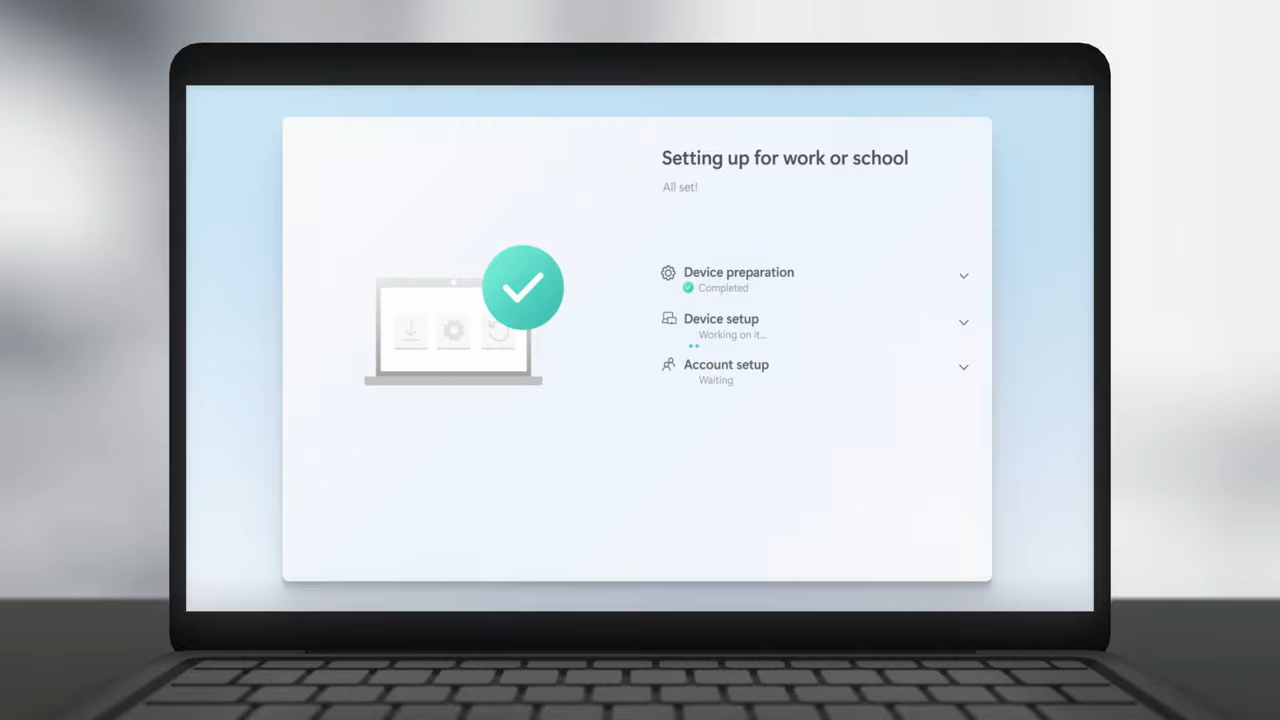 Setting up for work or school
All set!
Device preparation
Completed
Device setup
Working on it...
Account setup
Waiting